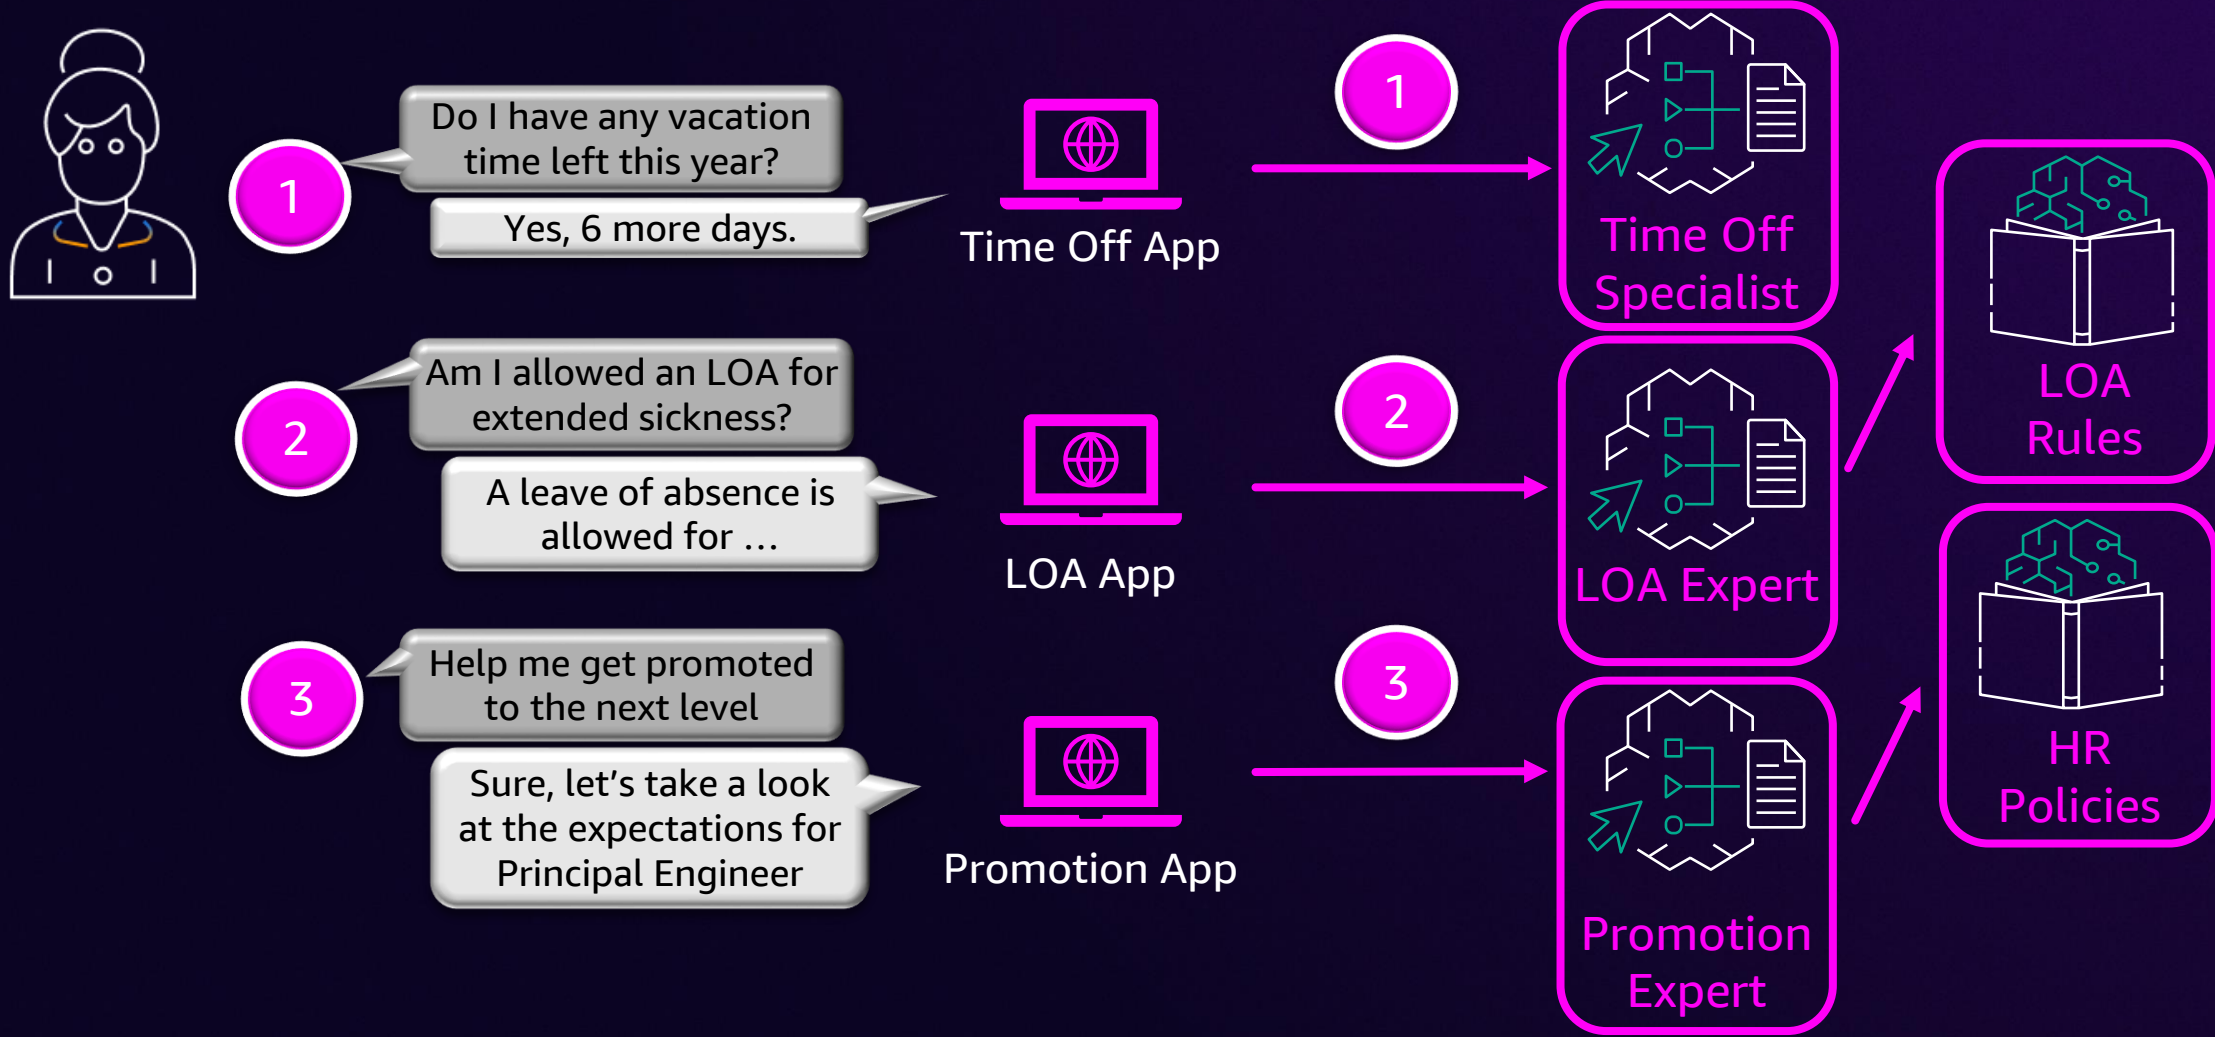 1
Do I have any vacation
time left this year?
Yes, 6 more days.
Time Off App
1
Time Off
Specialist
2
Am I allowed an LOA for
extended sickness?
A leave of absence is
allowed for …
LOA App
2
LOA Expert
LOA
Rules
3
Help me get promoted
to the next level
Sure, let's take a look
at the expectations for
Principal Engineer
Promotion App
3
Promotion
Expert
HR
Policies